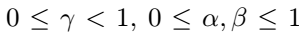 0 ≤ γ < 1, 0 ≤ α, β ≤ 1